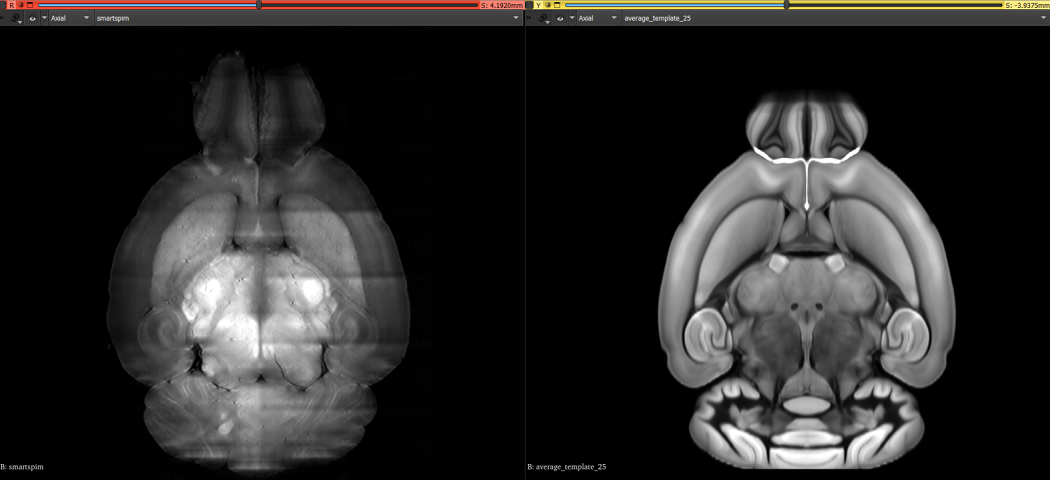 R
S: 4.1920mm
Axial
smartspim
B: smartspim
Y
S: -3.9375mm
Axial
average_template_25
B: average_template_25